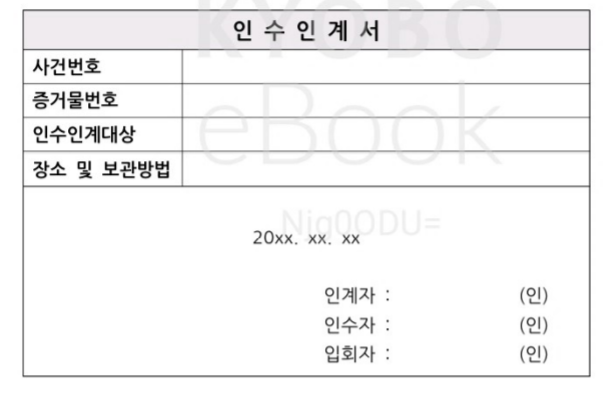 KYOBO
인 수 인 계 서
사건번호
증거물번호
eBook
인수인계대상
장소 및 보관방법
Nig0ODU=
20xx. xx. xx
인계자 : (인)
인수자 : (인)
입회자 : (인)